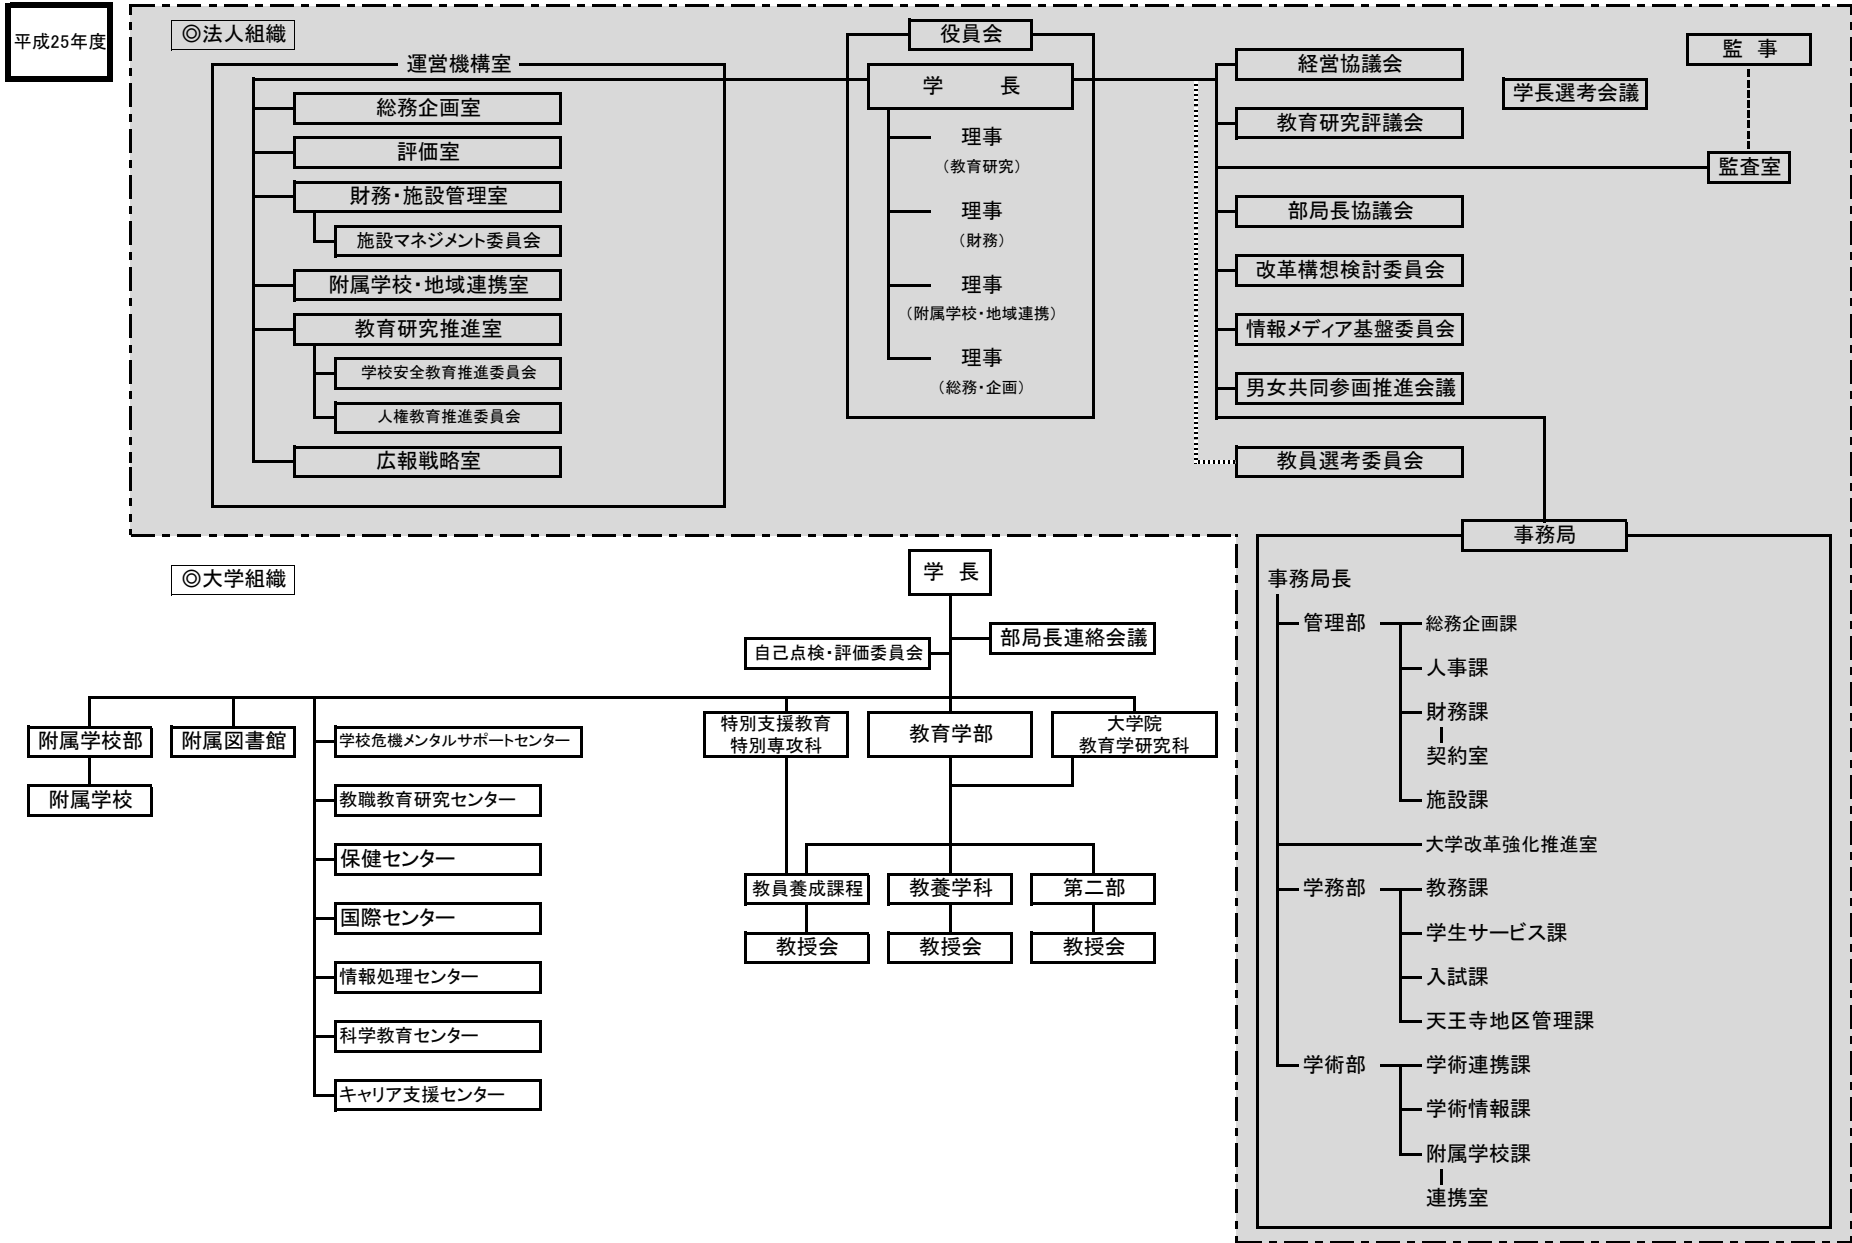 平成25年度
◎法人組織
運営機構室
総務企画室
評価室
財務・施設管理室
施設マネジメント委員会
附属学校・地域連携室
教育研究推進室
学校安全教育推進委員会
人権教育推進委員会
広報戦略室
役員会
学　長
理事
（教育研究）
理事
（財務）
理事
（附属学校・地域連携）
理事
（総務・企画）
経営協議会
教育研究評議会
部局長協議会
改革構想検討委員会
情報メディア基盤委員会
男女共同参画推進会議
教員選考委員会
学長選考会議
監　事
監査室
事務局
事務局長
管理部
総務企画課
人事課
財務課
契約室
施設課
大学改革強化推進室
学務部
教務課
学生サービス課
入試課
天王寺地区管理課
学術部
学術連携課
学術情報課
附属学校課
連携室
◎大学組織
学　長
部局長連絡会議
自己点検・評価委員会
附属学校部
附属学校
附属図書館
学校危機メンタルサポートセンター
教職教育研究センター
保健センター
国際センター
情報処理センター
科学教育センター
キャリア支援センター
特別支援教育
特別専攻科
教育学部
大学院
教育学研究科
教員養成課程
教養学科
第二部
教授会
教授会
教授会